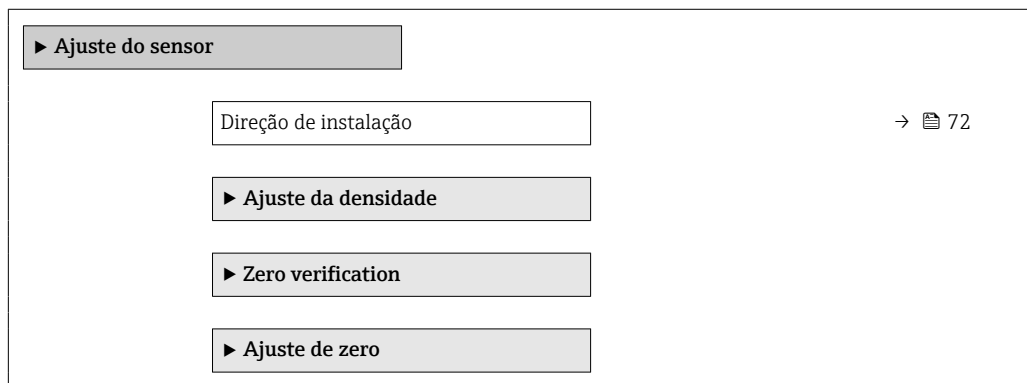 ▶ Ajuste do sensor
Direção de instalação → 72
▶ Ajuste da densidade
▶ Zero verification
▶ Ajuste de zero